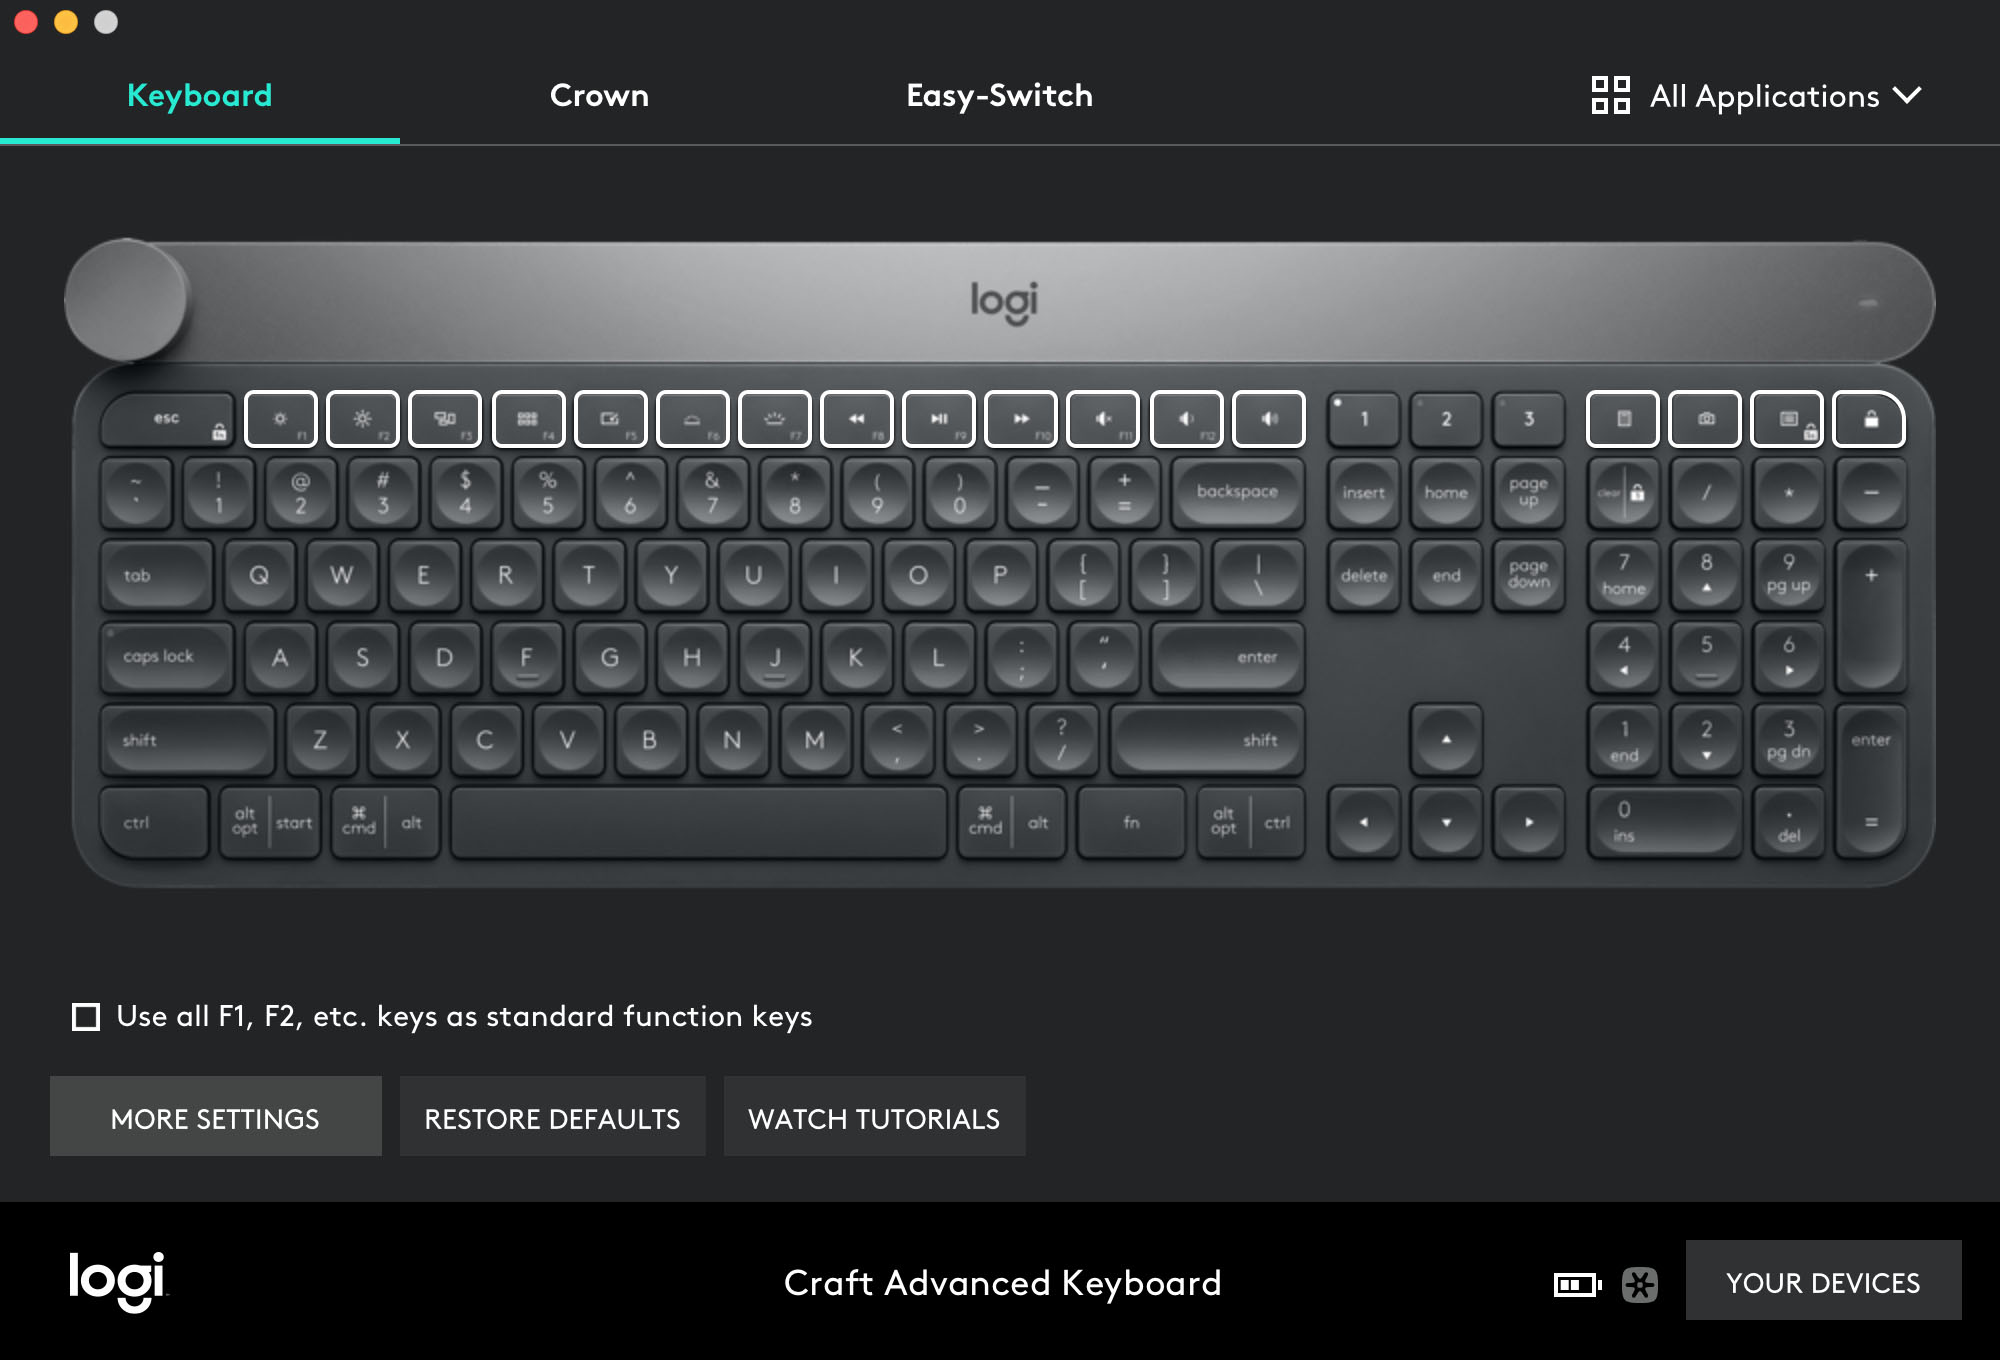 Keyboard Crown Easy-Switch All Applications
logi
esc F1 F2 F3 F4 F5 F6 F7 F8 F9 F10 F11 F12 1 2 3
~ ` ! 1 @ 2 # 3 $ 4 % 5 ^ 6 & 7 * 8 ( 9 ) 0 — - + = backspace insert home page up clear / * –
tab Q W E R T Y U I O P { [ } ] | \ delete end page down 7 home 8 9 pg up +
caps lock A S D F G H J K L : ; " ' enter 4 5 6
shift Z X C V B N M < , > . ? / shift 1 end 2 3 pg dn enter
ctrl alt opt start ⌘ cmd alt ⌘ cmd alt fn alt opt ctrl 0 ins . del =
Use all F1, F2, etc. keys as standard function keys
MORE SETTINGS RESTORE DEFAULTS WATCH TUTORIALS
logi Craft Advanced Keyboard YOUR DEVICES